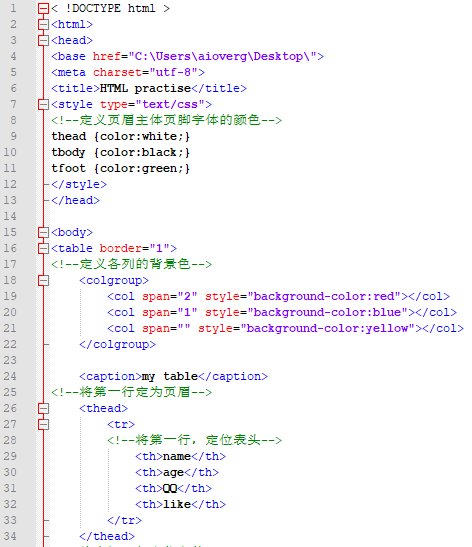 1 < !DOCTYPE html >
2 <html>
3 <head>
4 <base href="C:\Users\aioverg\Desktop\">
5 <meta charset="utf-8">
6 <title>HTML practise</title>
7 <style type="text/css">
8 <!--定义页眉主体页脚字体的颜色-->
9 thead {color:white;}
10 tbody {color:black;}
11 tfoot {color:green;}
12 </style>
13 </head>
14
15 <body>
16 <table border="1">
17 <!--定义各列的背景色-->
18 <colgroup>
19 <col span="2" style="background-color:red"></col>
20 <col span="1" style="background-color:blue"></col>
21 <col span="" style="background-color:yellow"></col>
22 </colgroup>
23
24 <caption>my table</caption>
25 <!--将第一行定为页眉-->
26 <thead>
27 <tr>
28 <!--将第一行，定位表头-->
29 <th>name</th>
30 <th>age</th>
31 <th>QQ</th>
32 <th>like</th>
33 </tr>
34 </thead>